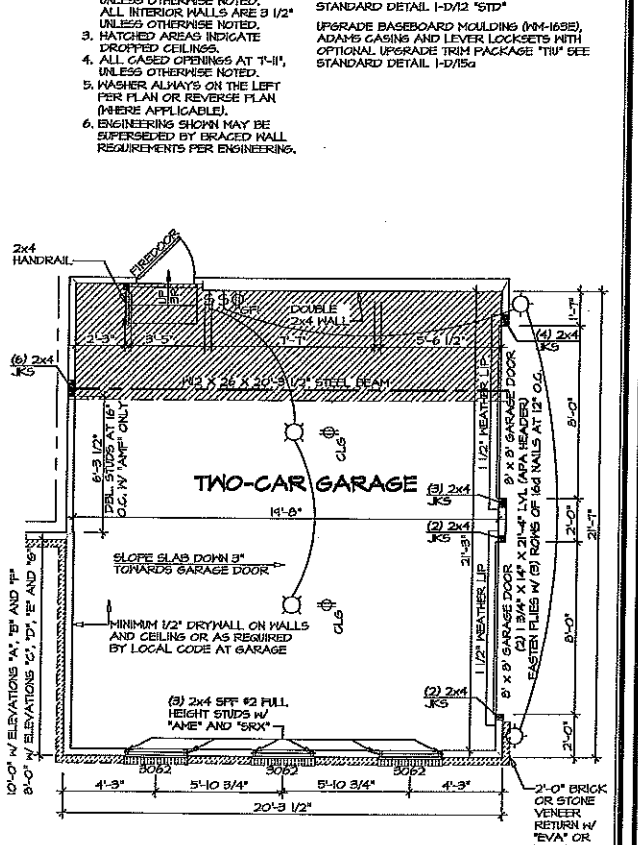 UNLESS OTHERWISE NOTED.
ALL INTERIOR WALLS ARE 3 1/2"
UNLESS OTHERWISE NOTED.
3. HATCHED AREAS INDICATE
DROPPED CEILINGS.
4. ALL CASED OPENINGS AT 7'-11",
UNLESS OTHERWISE NOTED.
5. WASHER ALWAYS ON THE LEFT
PER PLAN OR REVERSE PLAN
(WHERE APPLICABLE).
6. ENGINEERING SHOWN MAY BE
SUPERSEDED BY BRACED WALL
REQUIREMENTS PER ENGINEERING.
STANDARD DETAIL 1-D/12 "STD"
UPGRADE BASEBOARD MOULDING (WM-163E),
ADAMS CASING AND LEVER LOCKSETS WITH
OPTIONAL UPGRADE TRIM PACKAGE "T1U" SEE
STANDARD DETAIL 1-D/15a
2x4
HANDRAIL
FIREDOOR
UP
3R
GFI
DOUBLE
2x4 WALL
2'-3"
3'-5"
7'-7"
5'-6 1/2"
1'-7"
(4) 2x4
JKS
(6) 2x4
JKS
W12 X 26 X 20'-3 1/2" STEEL BEAM
6'-3 1/2"
DBL. STUDS AT 16"
O.C. W/ "AMF" ONLY
CLG
TWO-CAR GARAGE
19'-8"
(3) 2x4
JKS
(2) 2x4
JKS
21'-3"
1 1/2" WEATHER LIP
8' x 8' GARAGE DOOR
(2) 1 3/4" X 14" X 21'-4" LVL (APA HEADER)
FASTEN PLIES W/ (3) ROWS OF 16d NAILS AT 12" O.C.
8'-0"
2'-0"
21'-7"
SLOPE SLAB DOWN 3"
TOWARDS GARAGE DOOR
CLG
MINIMUM 1/2" DRYWALL ON WALLS
AND CEILING OR AS REQUIRED
BY LOCAL CODE AT GARAGE
1 1/2" WEATHER LIP
8' x 8' GARAGE DOOR
8'-0"
(2) 2x4
JKS
2'-0"
(3) 2x4 SPF #2 FULL
HEIGHT STUDS W/
"AME" AND "SRX"
10'-0" W/ ELEVATIONS "A", "B" AND "F"
8'-0" W/ ELEVATIONS "C", "D", "E" AND "G"
3062
3062
3062
4'-3"
5'-10 3/4"
5'-10 3/4"
4'-3"
20'-3 1/2"
2'-0" BRICK
OR STONE
VENEER
RETURN W/
"EVA" OR